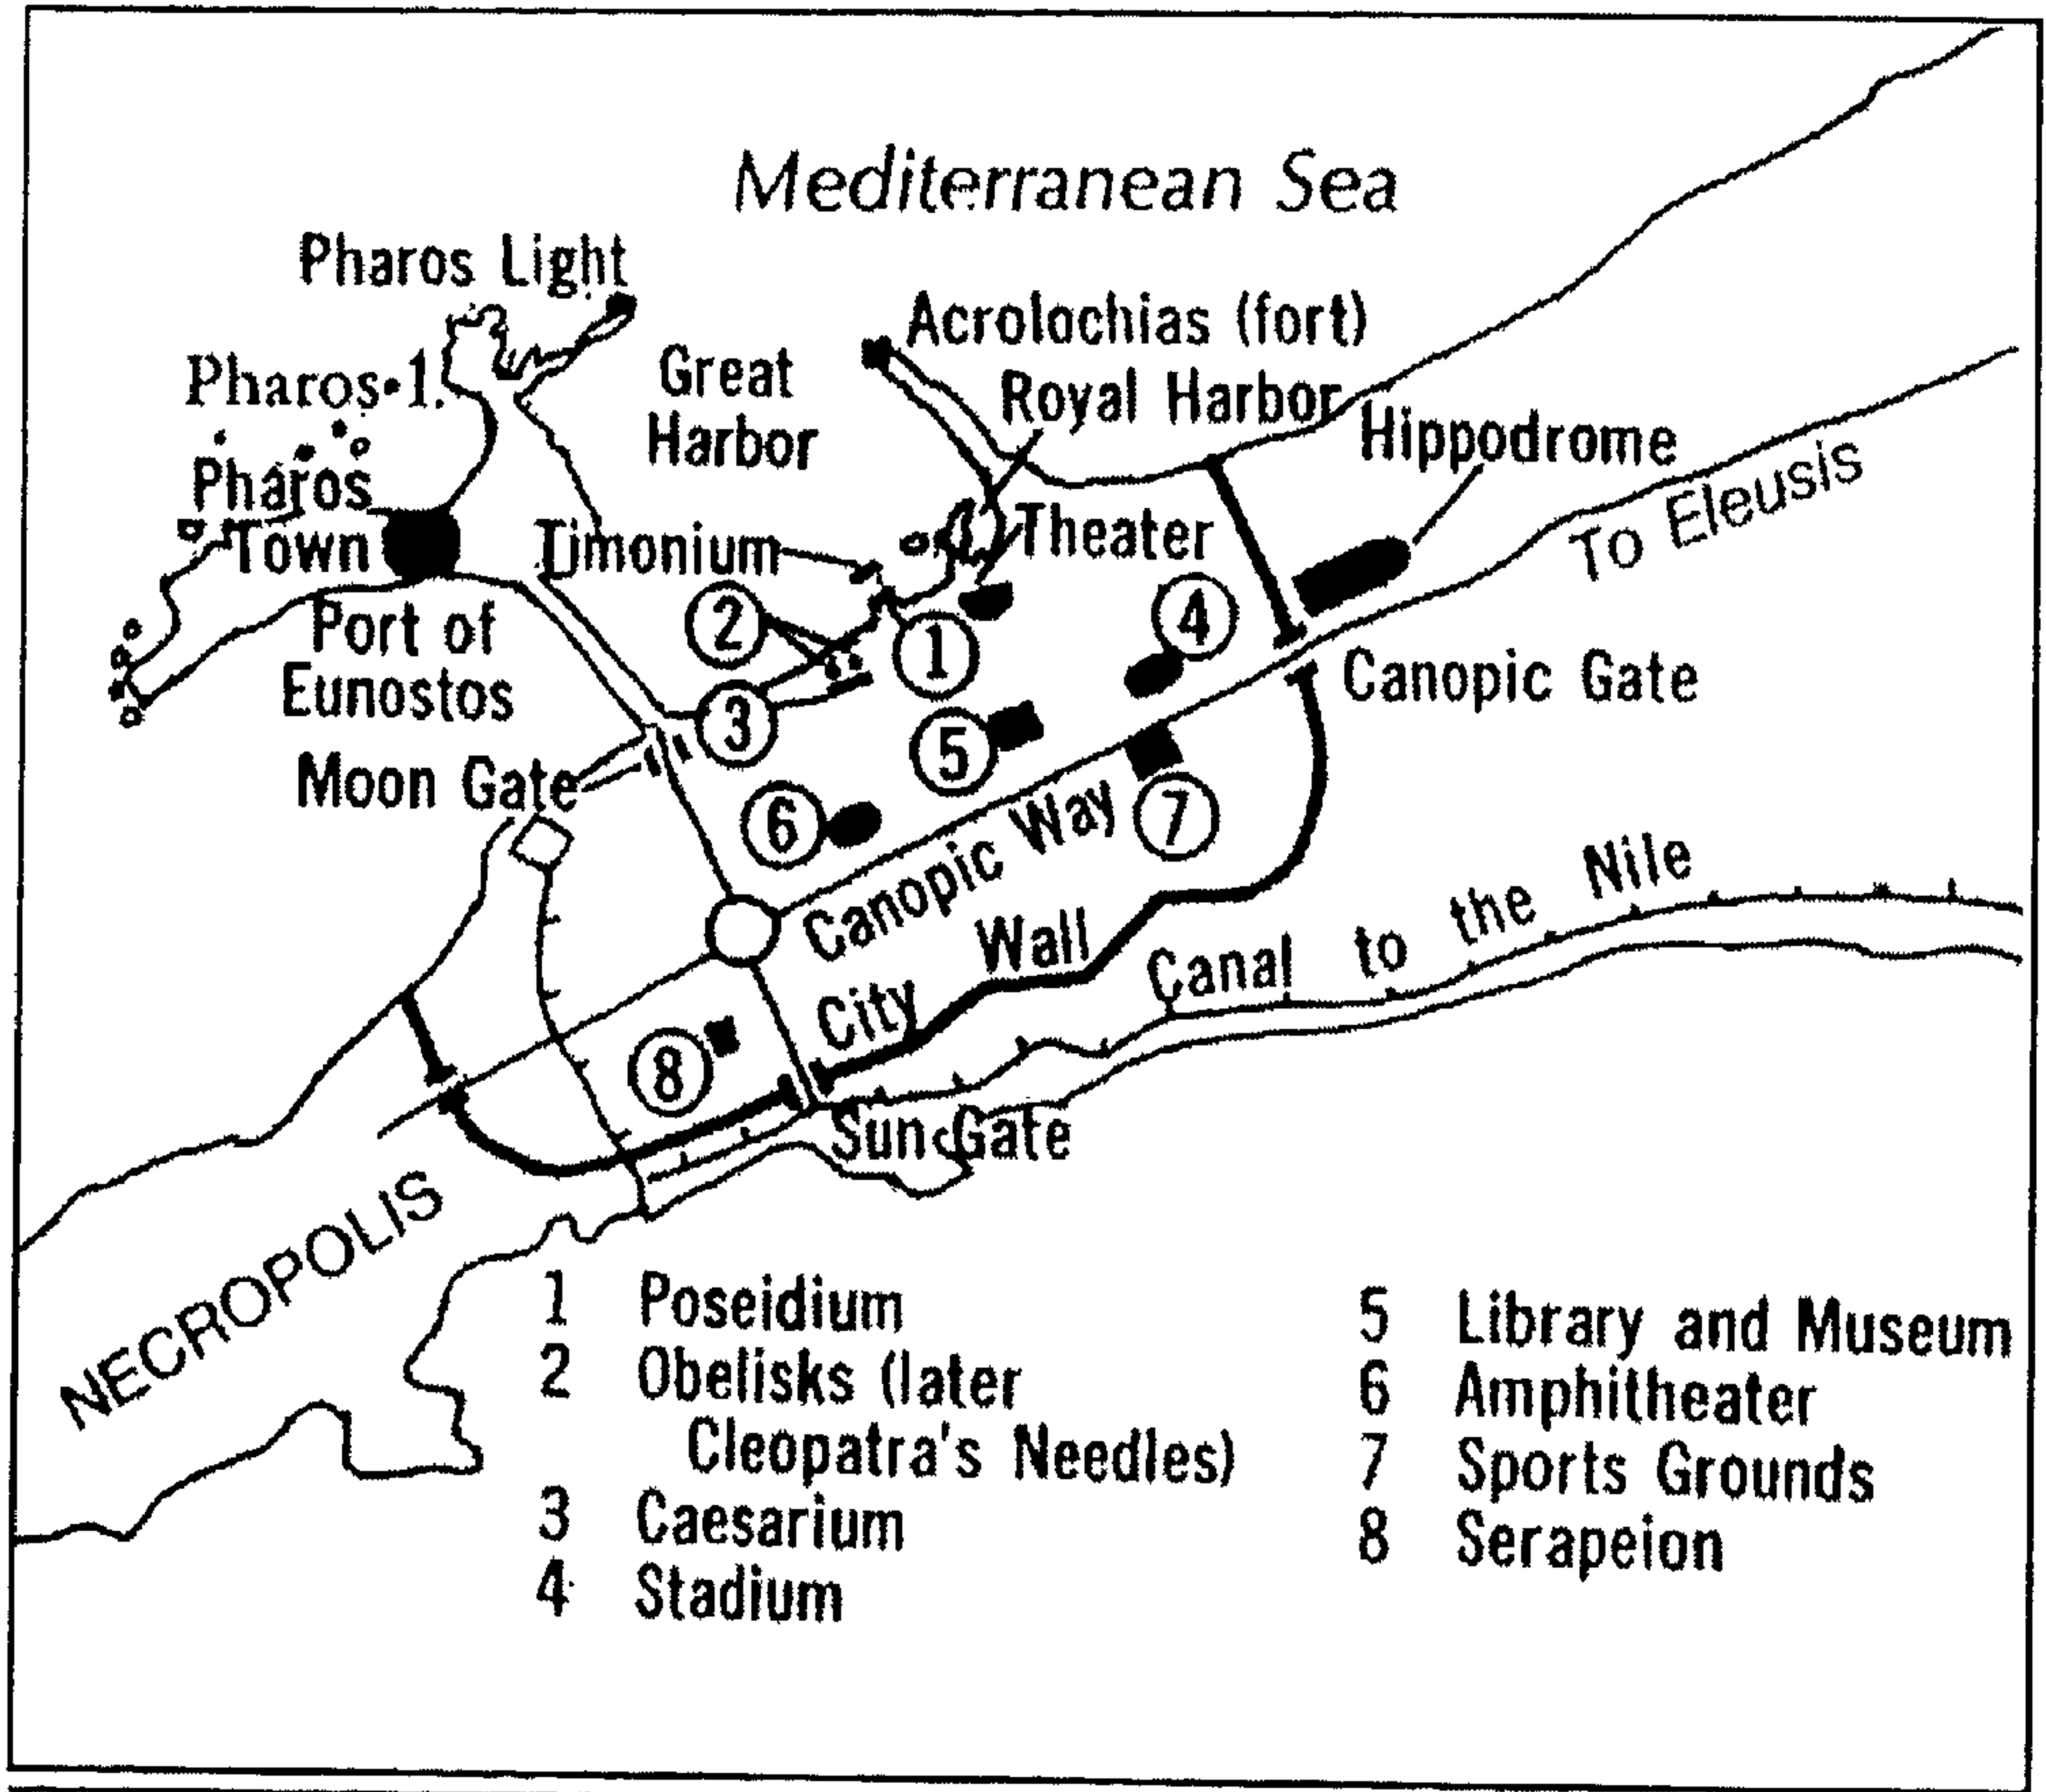 Mediterranean Sea
Pharos Light
Acrolochias (fort)
Great
Harbor
Royal Harbor
Pharos I.
Hippodrome
Pharos
Town
Timonium
Theater
To Eleusis
2
4
1
Port of
Eunostos
Canopic Gate
3
5
Moon Gate
6
7
Canopic Way
City Wall
Canal to the Nile
8
Sun Gate
NECROPOLIS
1 Poseidium
2 Obelisks (later
Cleopatra's Needles)
3 Caesarium
4 Stadium
5 Library and Museum
6 Amphitheater
7 Sports Grounds
8 Serapeion